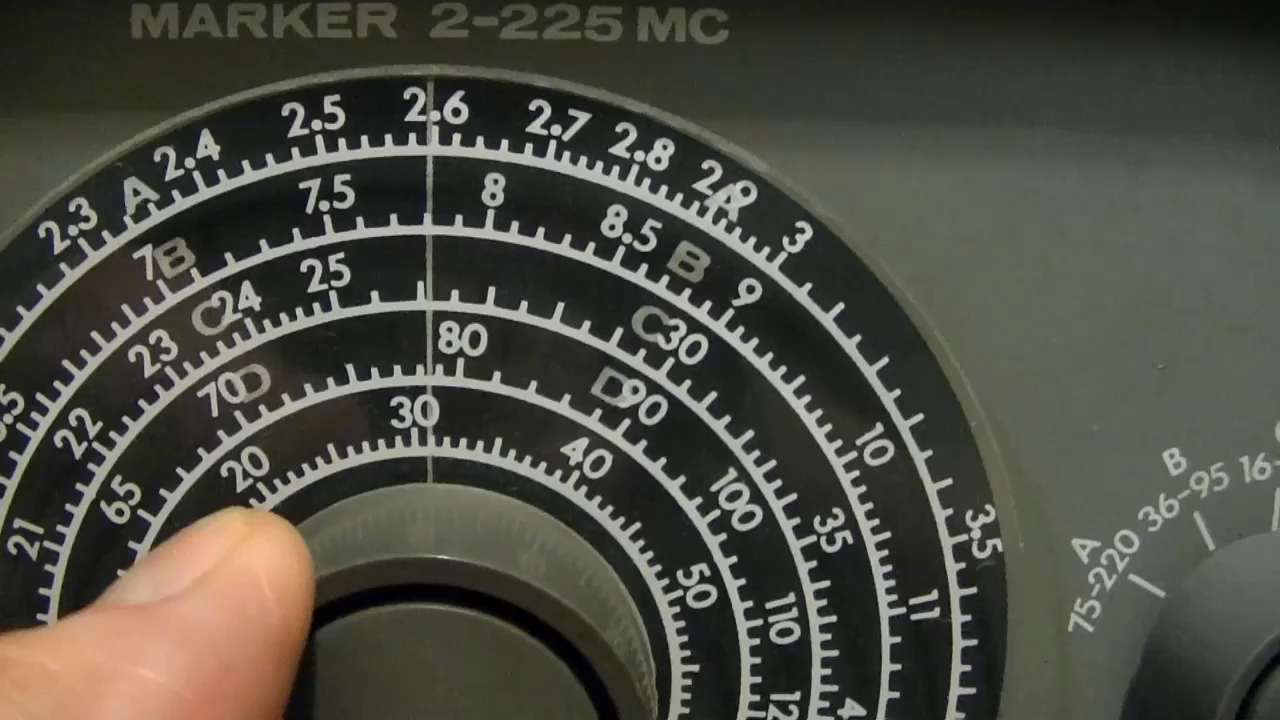 MARKER 2-225 MC
2.3 A 2.4 2.5 2.6 2.7 2.8 2.9 A 3 3.5
7 B 7.5 8 8.5 B 9 10 11
21 22 23 C 24 25 C 30 35
65 70 D 80 D 90 100 110
20 30 40 50
A 75-220
B 36-95